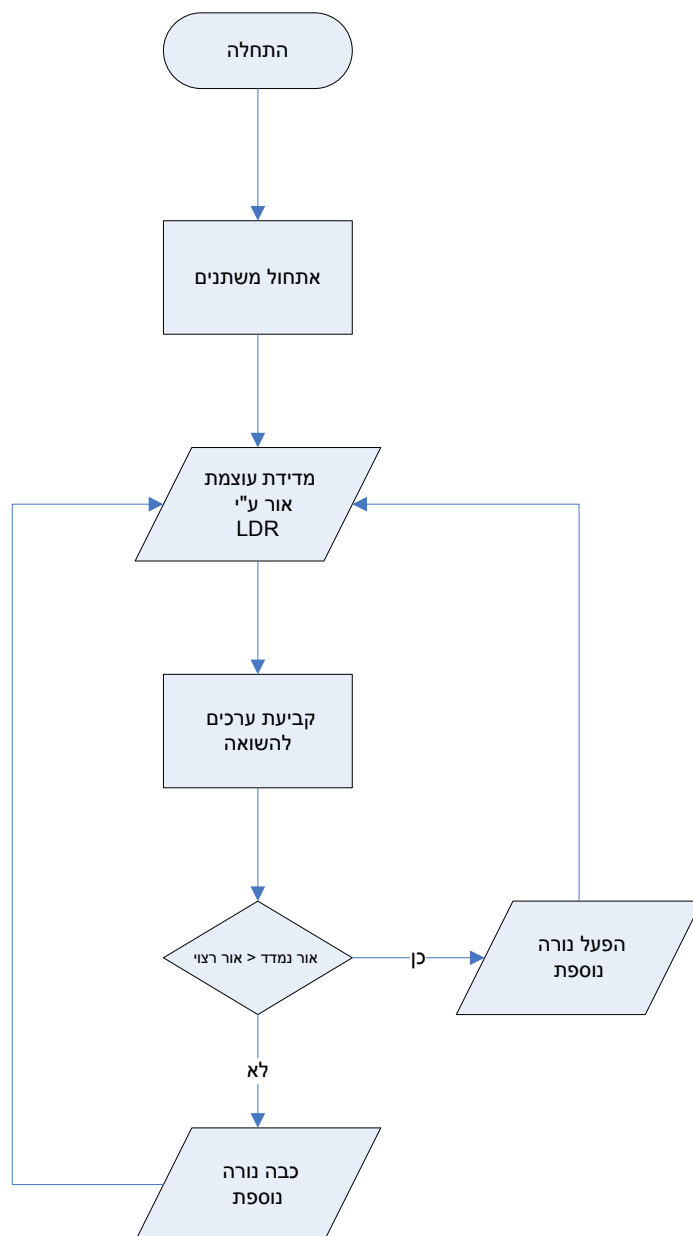 התחלה
אתחול משתנים
מדידת עוצמת
אור ע"י
LDR
קביעת ערכים
להשוואה
אור נמדד < אור רצוי
כן
הפעל נורה
נוספת
לא
כבה נורה
נוספת